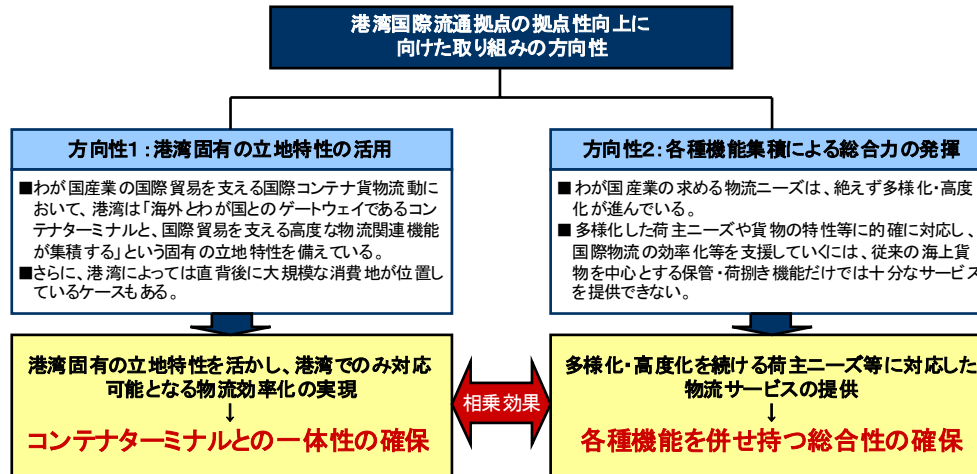 港湾国際流通拠点の拠点性向上に
向けた取り組みの方向性
方向性1：港湾固有の立地特性の活用
■わが国産業の国際貿易を支える国際コンテナ貨物流動に
おいて、港湾は「海外とわが国とのゲートウェイであるコン
テナターミナルと、国際貿易を支える高度な物流関連機能
が集積する」という固有の立地特性を備えている。
■さらに、港湾によっては直背後に大規模な消費地が位置し
ているケースもある。
港湾固有の立地特性を活かし、港湾でのみ対応
可能となる物流効率化の実現
↓
コンテナターミナルとの一体性の確保
相乗効果
方向性2：各種機能集積による総合力の発揮
■わが国産業の求める物流ニーズは、絶えず多様化・高度
化が進んでいる。
■多様化した荷主ニーズや貨物の特性等に的確に対応し、
国際物流の効率化等を支援していくには、従来の海上貨
物を中心とする保管・荷捌き機能だけでは十分なサービス
を提供できない。
多様化・高度化を続ける荷主ニーズ等に対応した
物流サービスの提供
↓
各種機能を併せ持つ総合性の確保